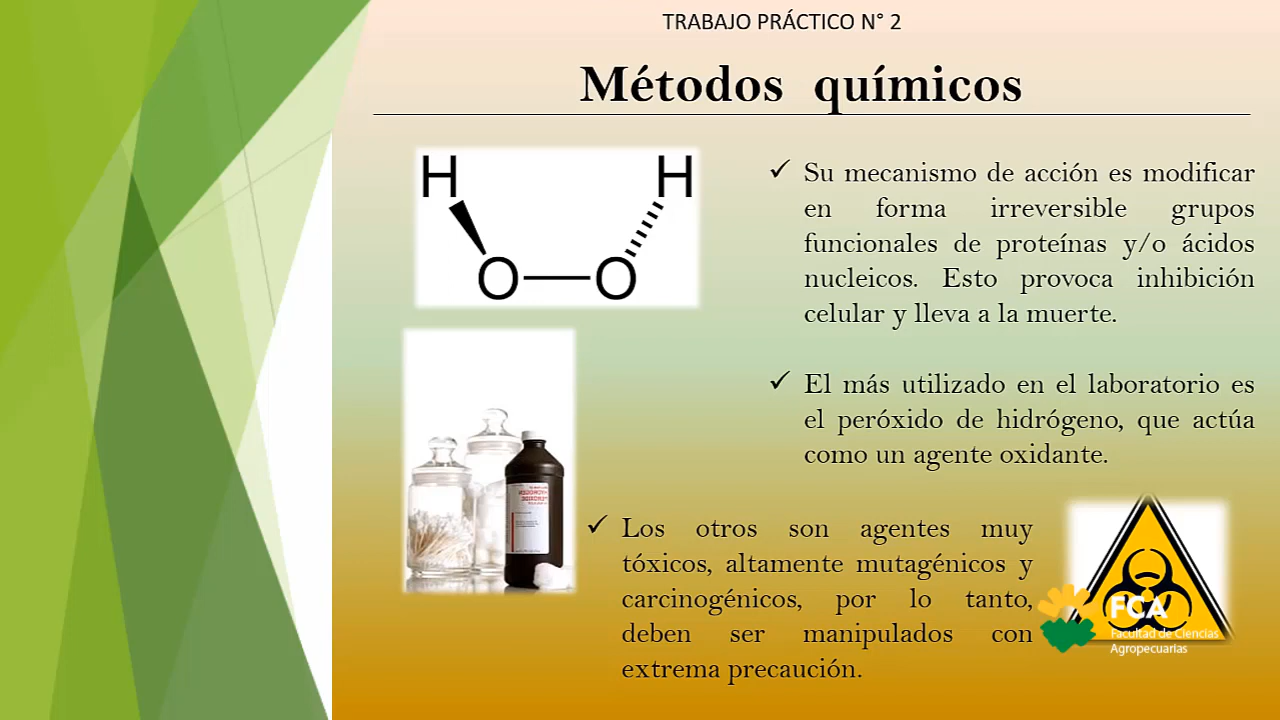 TRABAJO PRÁCTICO N° 2
Métodos químicos
H H
O O
Su mecanismo de acción es modificar
en forma irreversible grupos
funcionales de proteínas y/o ácidos
nucleicos. Esto provoca inhibición
celular y lleva a la muerte.
El más utilizado en el laboratorio es
el peróxido de hidrógeno, que actúa
como un agente oxidante.
Los otros son agentes muy
tóxicos, altamente mutagénicos y
carcinogénicos, por lo tanto,
deben ser manipulados con
extrema precaución.
FCA
Facultad de Ciencias
Agropecuarias